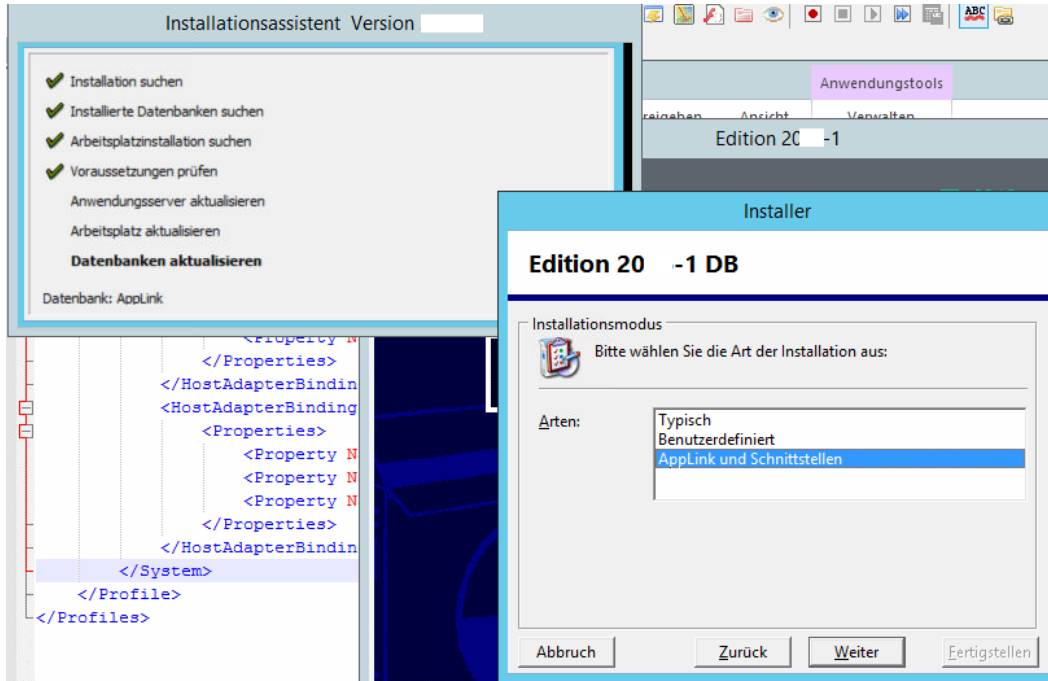 Installationsassistent Version
Installation suchen
Installierte Datenbanken suchen
Arbeitsplatzinstallation suchen
Voraussetzungen prüfen
Anwendungsserver aktualisieren
Arbeitsplatz aktualisieren
Datenbanken aktualisieren
Datenbank: AppLink
ABC
Anwendungstools
Ansicht Verwalten
Edition 20 -1
Installer
Edition 20 -1 DB
Installationsmodus
Bitte wählen Sie die Art der Installation aus:
Arten:
Typisch
Benutzerdefiniert
AppLink und Schnittstellen
Abbruch
Zurück
Weiter
Fertigstellen
<Property N
</Properties>
</HostAdapterBindin
<HostAdapterBinding
<Properties>
<Property N
<Property N
<Property N
</Properties>
</HostAdapterBindin
</System>
</Profile>
</Profiles>